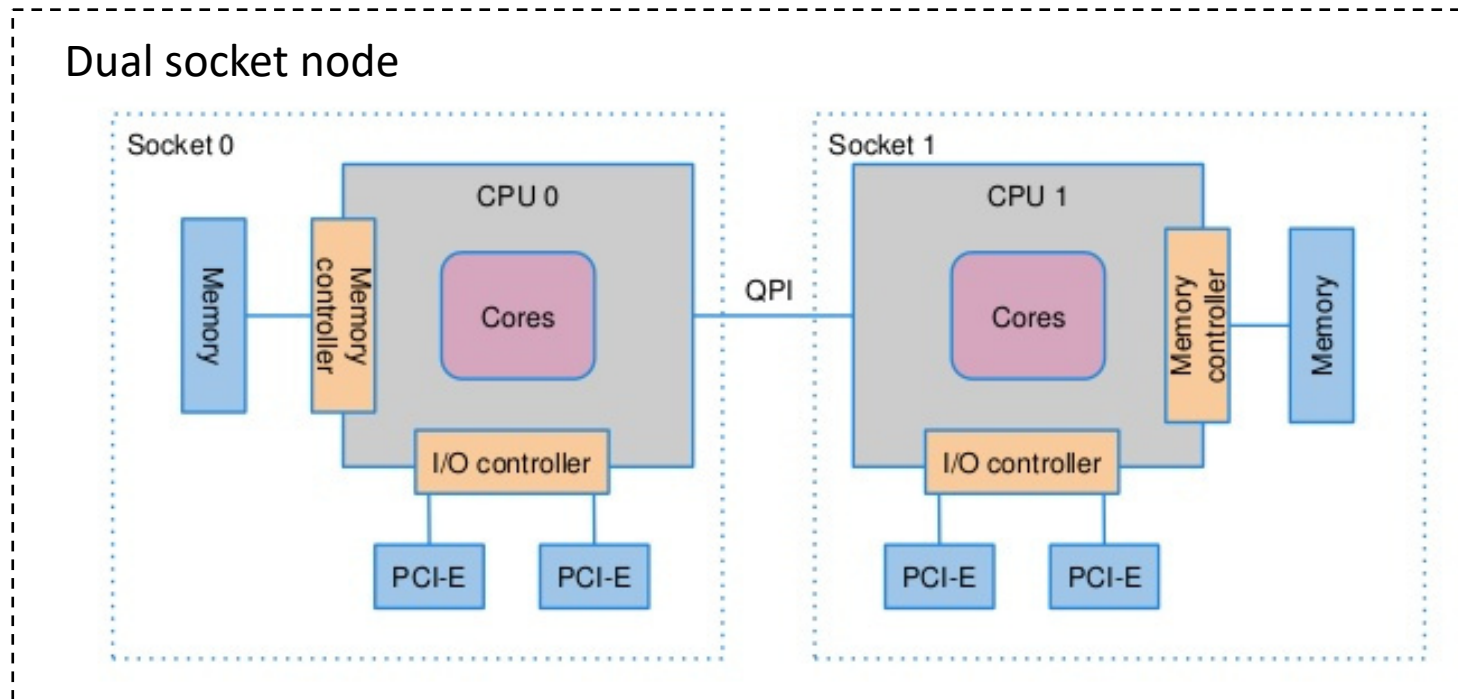 Dual socket node
Socket 0
CPU 0
Memory
Memory
controller
Cores
I/O controller
PCI-E
PCI-E
QPI
Socket 1
CPU 1
Cores
Memory
controller
Memory
I/O controller
PCI-E
PCI-E